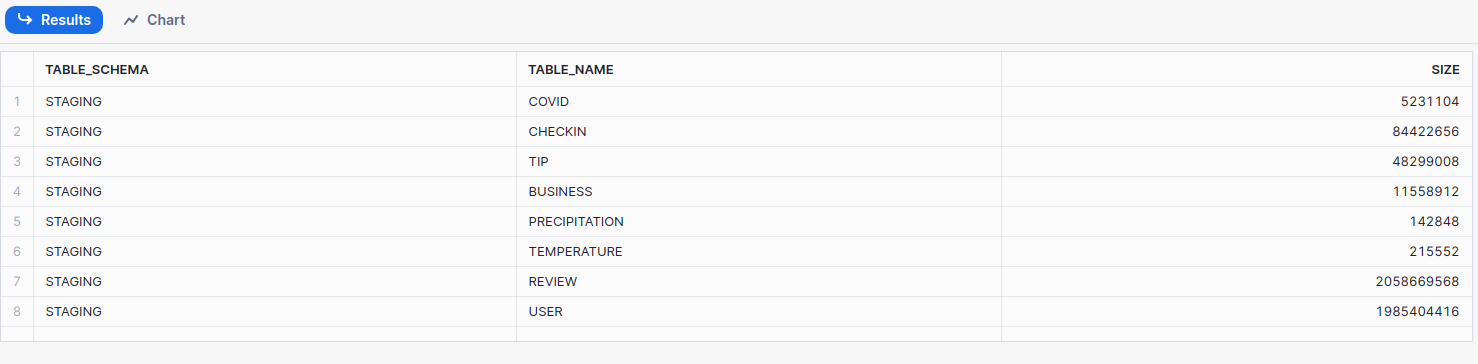 Results Chart
TABLE_SCHEMA TABLE_NAME SIZE
1 STAGING COVID 5231104
2 STAGING CHECKIN 84422656
3 STAGING TIP 48299008
4 STAGING BUSINESS 11558912
5 STAGING PRECIPITATION 142848
6 STAGING TEMPERATURE 215552
7 STAGING REVIEW 2058669568
8 STAGING USER 1985404416